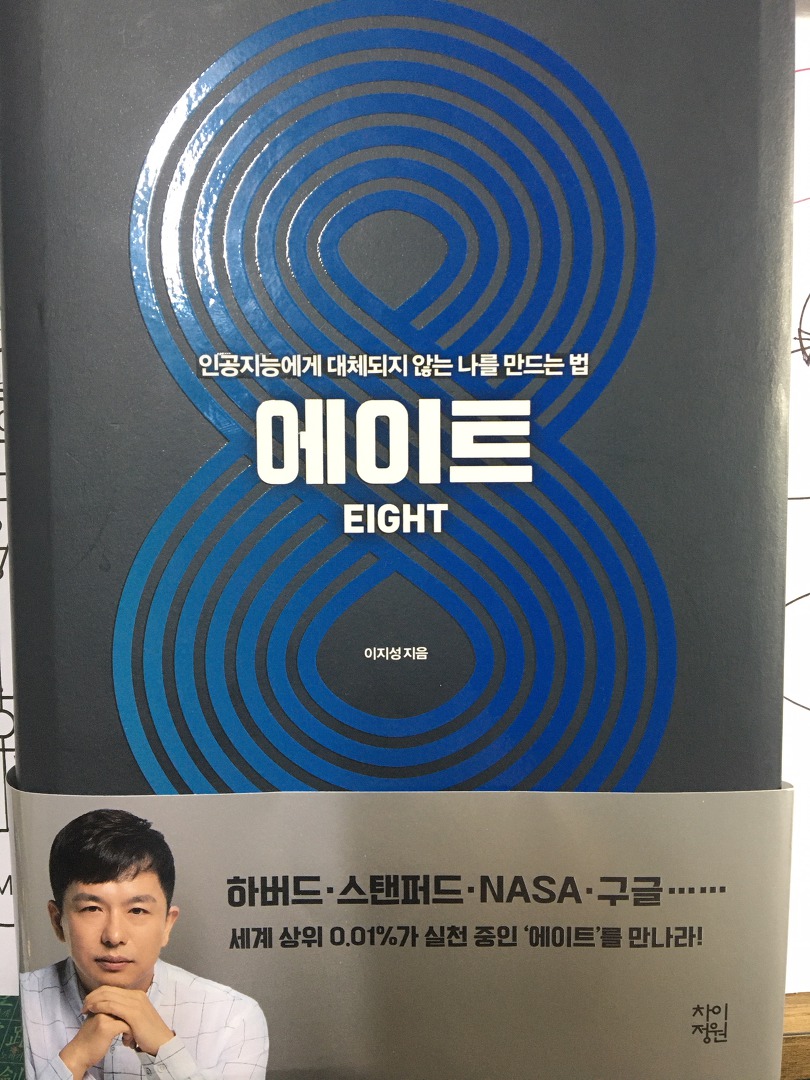 인공지능에게 대체되지 않는 나를 만드는 법
에이트
EIGHT
이지성 지음
하버드·스탠퍼드·NASA·구글……
세계 상위 0.01%가 실천 중인 '에이트'를 만나라!
차이
정원